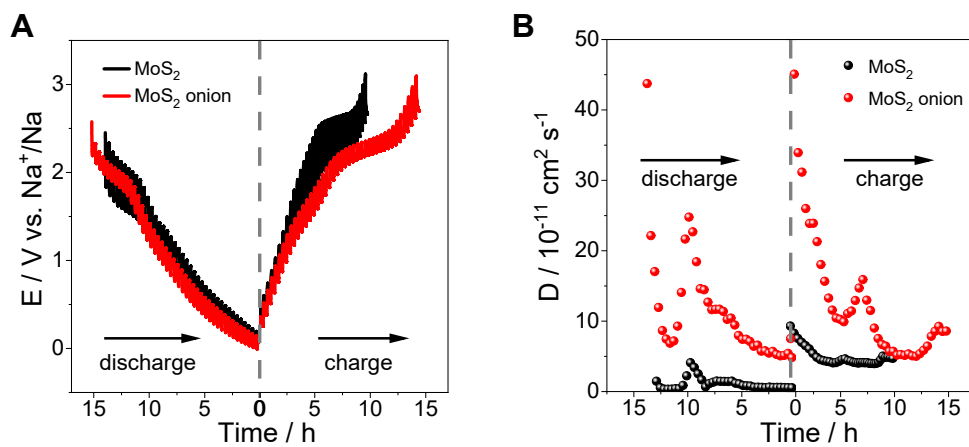 A
E / V vs. Na⁺/Na
3
2
1
0
MoS₂
MoS₂ onion
discharge
charge
15 10 5 0 5 10 15
Time / h
B
D / 10⁻¹¹ cm² s⁻¹
50
40
30
20
10
0
MoS₂
MoS₂ onion
discharge
charge
15 10 5 0 5 10 15
Time / h